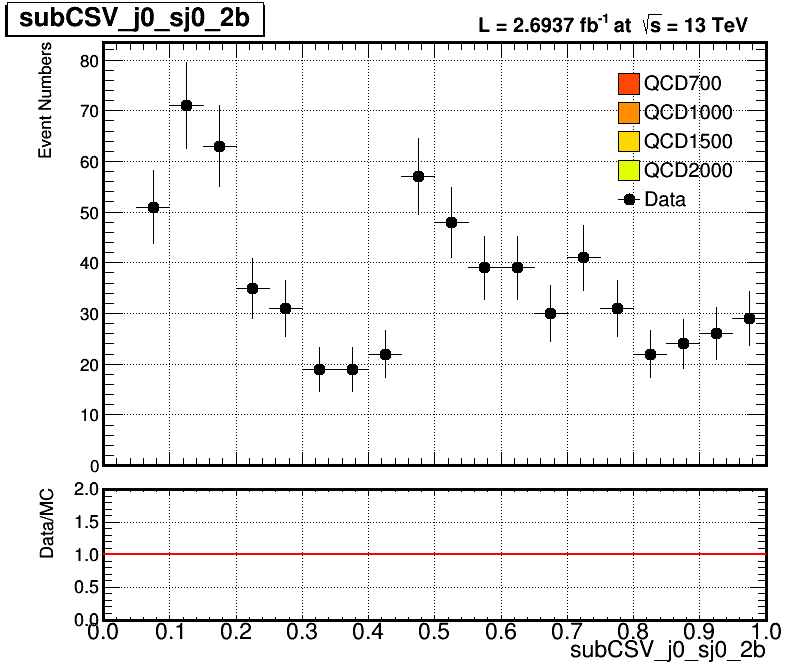 subCSV_j0_sj0_2b
L = 2.6937 fb⁻¹ at √s = 13 TeV
Event Numbers
80
70
60
50
40
30
20
10
0
QCD700
QCD1000
QCD1500
QCD2000
Data
Data/MC
2.0
1.5
1.0
0.5
0.0
0.0 0.1 0.2 0.3 0.4 0.5 0.6 0.7 0.8 0.9 1.0
subCSV_j0_sj0_2b